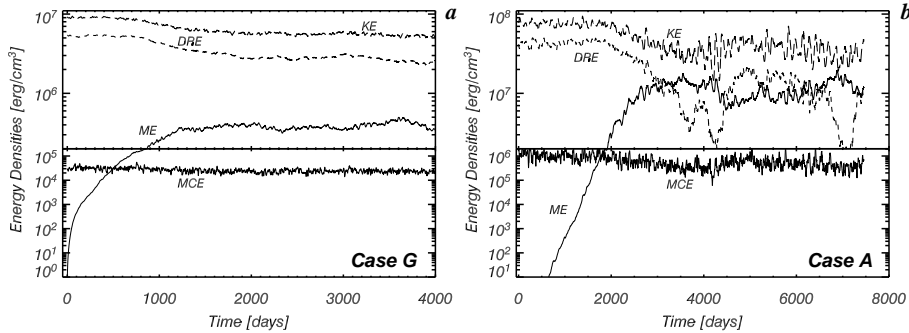 a
b
10⁷
KE
DRE
10⁶
ME
10⁵
10⁴
10³
10²
10¹
10⁰
MCE
Case G
Energy Densities [erg/cm³]
0 1000 2000 3000 4000
Time [days]
10⁸
KE
DRE
10⁷
10⁶
10⁵
10⁴
10³
10²
10¹
MCE
ME
Case A
Energy Densities [erg/cm³]
0 2000 4000 6000 8000
Time [days]